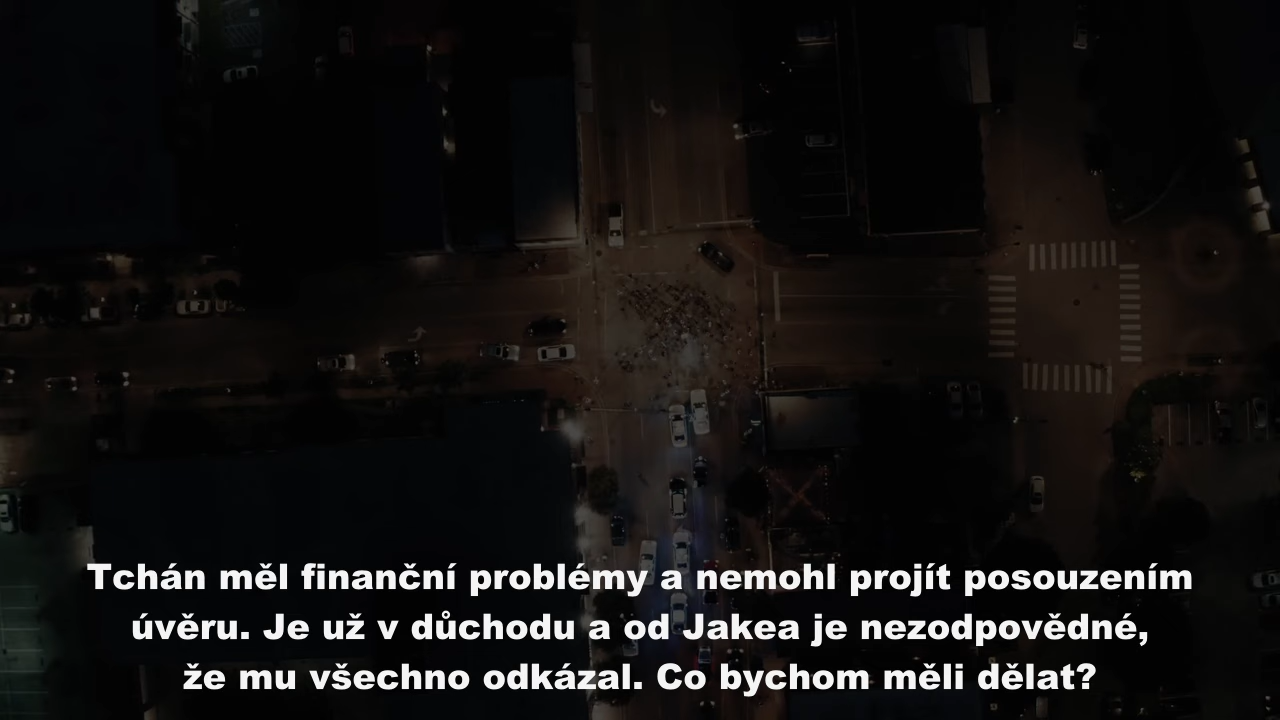 Tchán měl finanční problémy a nemohl projít posouzením
úvěru. Je už v důchodu a od Jakea je nezodpovědné,
že mu všechno odkázal. Co bychom měli dělat?